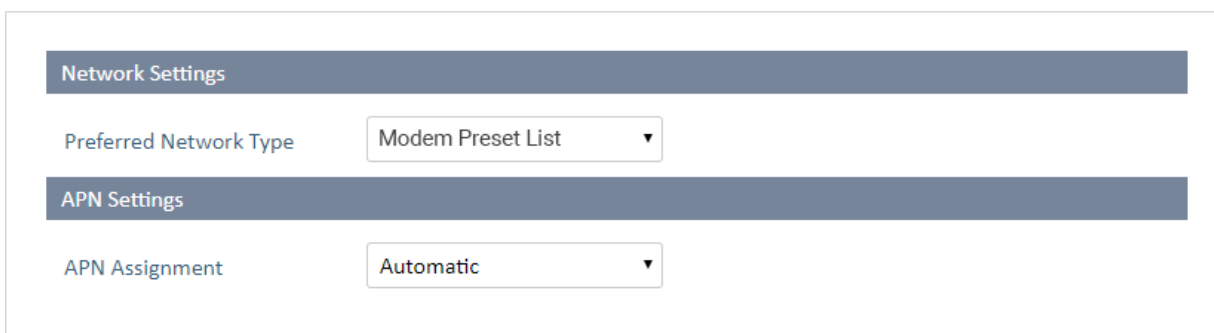 Network Settings
Preferred Network Type Modem Preset List
APN Settings
APN Assignment Automatic